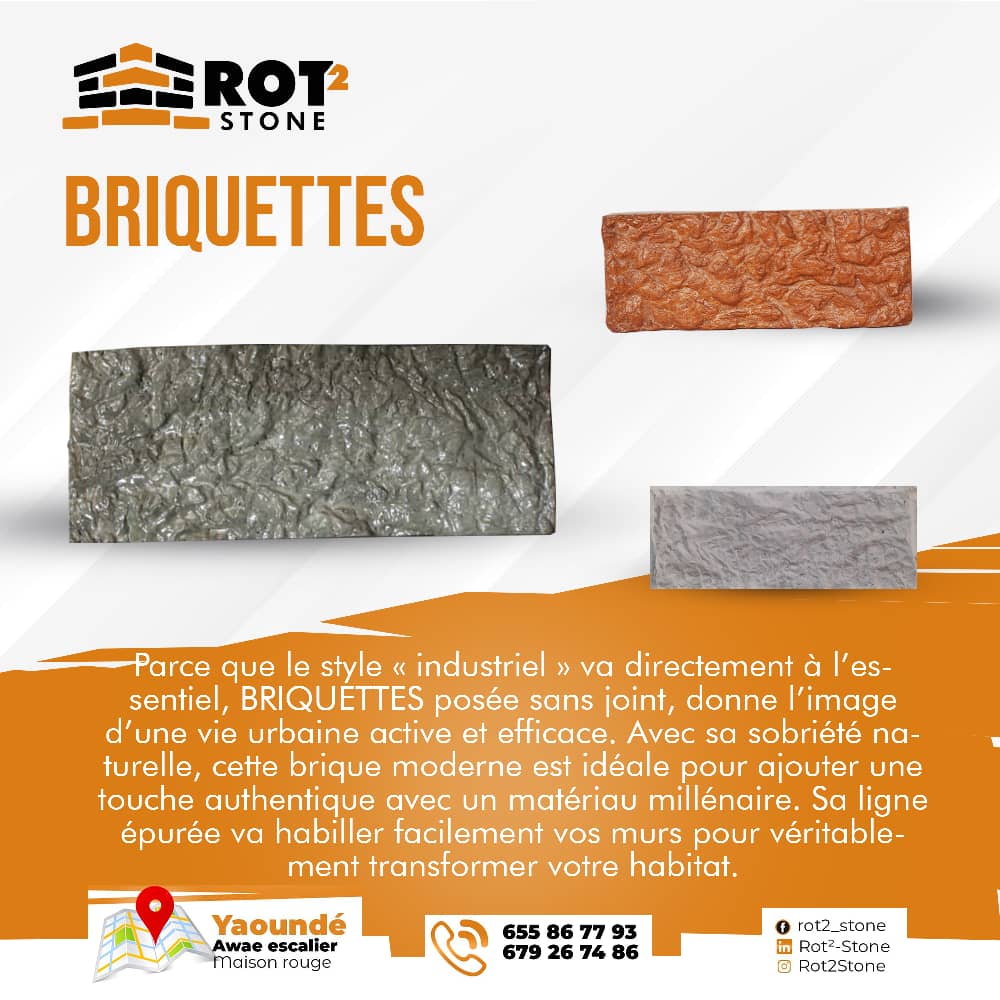 ROT²
STONE
BRIQUETTES
Parce que le style « industriel » va directement à l'es-
sentiel, BRIQUETTES posée sans joint, donne l'image
d'une vie urbaine active et efficace. Avec sa sobriété na-
turelle, cette brique moderne est idéale pour ajouter une
touche authentique avec un matériau millénaire. Sa ligne
épurée va habiller facilement vos murs pour véritable-
ment transformer votre habitat.
Yaoundé
Awae escalier
Maison rouge
655 86 77 93
679 26 74 86
rot2_stone
Rot²-Stone
Rot2Stone